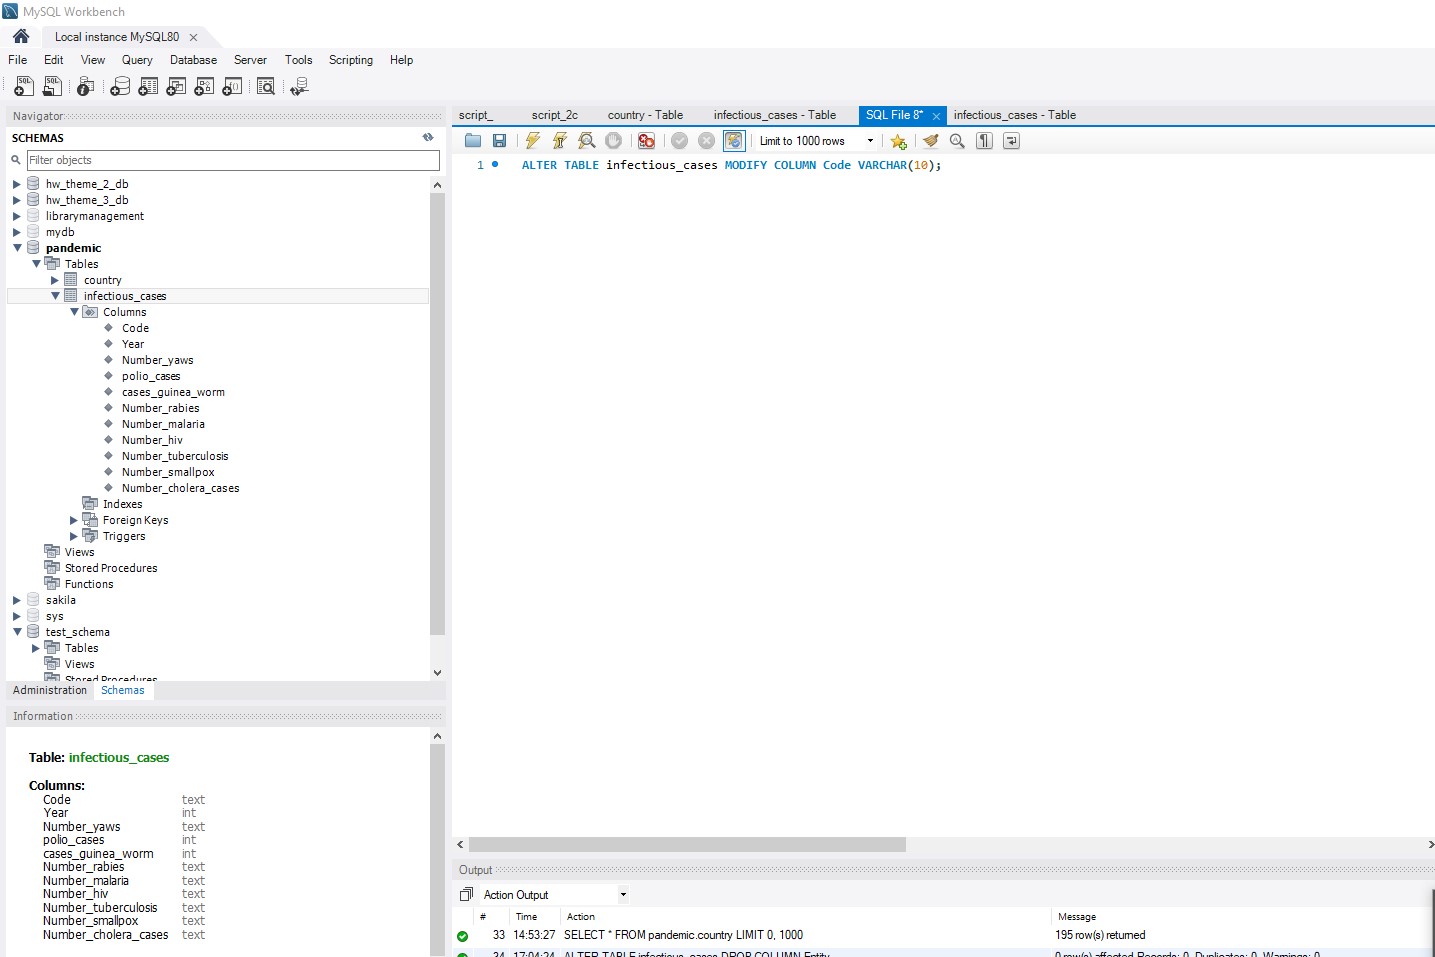 MySQL Workbench
Local instance MySQL80
File Edit View Query Database Server Tools Scripting Help
Navigator
SCHEMAS
Filter objects
hw_theme_2_db
hw_theme_3_db
librarymanagement
mydb
pandemic
Tables
country
infectious_cases
Columns
Code
Year
Number_yaws
polio_cases
cases_guinea_worm
Number_rabies
Number_malaria
Number_hiv
Number_tuberculosis
Number_smallpox
Number_cholera_cases
Indexes
Foreign Keys
Triggers
Views
Stored Procedures
Functions
sakila
sys
test_schema
Tables
Views
Stored Procedures
Administration Schemas
Information
Table: infectious_cases
Columns:
Code text
Year int
Number_yaws text
polio_cases int
cases_guinea_worm int
Number_rabies text
Number_malaria text
Number_hiv text
Number_tuberculosis text
Number_smallpox text
Number_cholera_cases text
script_ script_2c country - Table infectious_cases - Table SQL File 8* infectious_cases - Table
Limit to 1000 rows
1 ALTER TABLE infectious_cases MODIFY COLUMN Code VARCHAR(10);
Output
Action Output
# Time Action Message
33 14:53:27 SELECT * FROM pandemic.country LIMIT 0, 1000 195 row(s) returned
34 17:04:24 ALTER TABLE infectious_cases DROP COLUMN Entity 0 row(s) affected Records: 0 Duplicates: 0 Warnings: 0